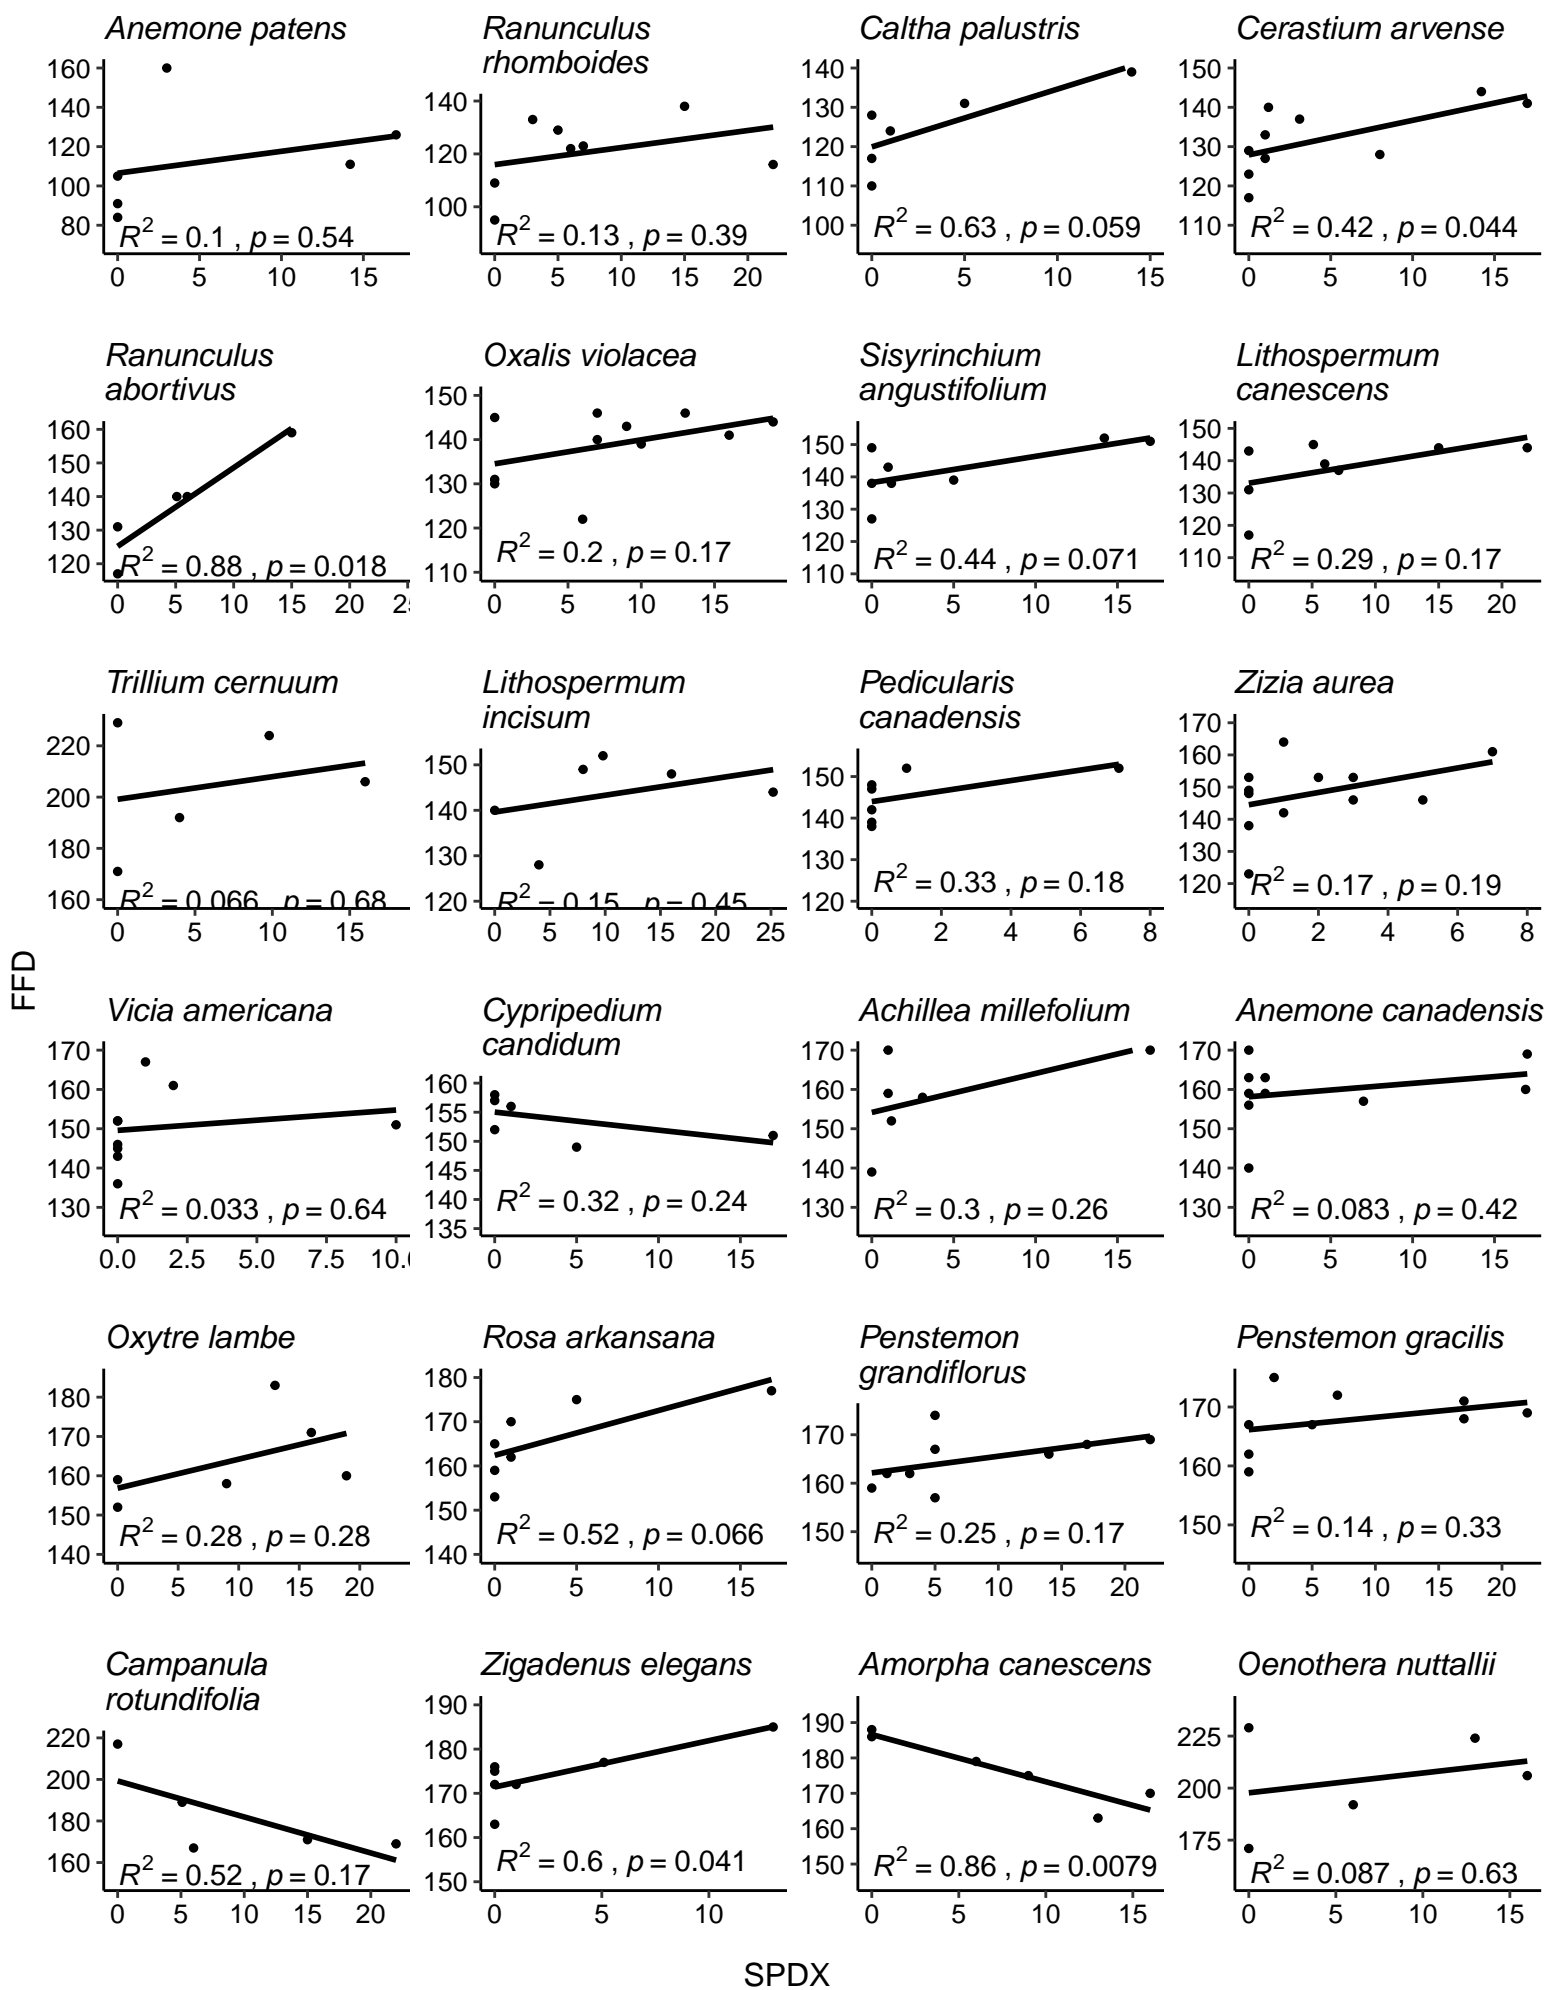 Anemone patens
160
140
120
100
80
R² = 0.1 , p = 0.54
0 5 10 15
Ranunculus
rhomboides
140
120
100
R² = 0.13 , p = 0.39
0 5 10 15 20
Caltha palustris
140
130
120
110
100
R² = 0.63 , p = 0.059
0 5 10 15
Cerastium arvense
150
140
130
120
110
R² = 0.42 , p = 0.044
0 5 10 15
Ranunculus
abortivus
160
150
140
130
120
R² = 0.88 , p = 0.018
0 5 10 15 20
Oxalis violacea
150
140
130
120
110
R² = 0.2 , p = 0.17
0 5 10 15
Sisyrinchium
angustifolium
150
140
130
120
110
R² = 0.44 , p = 0.071
0 5 10 15
Lithospermum
canescens
150
140
130
120
110
R² = 0.29 , p = 0.17
0 5 10 15 20
Trillium cernuum
220
200
180
160
R² = 0.066 p = 0.68
0 5 10 15
Lithospermum
incisum
150
140
130
120
R² = 0.15 p = 0.45
0 5 10 15 20 25
Pedicularis
canadensis
150
140
130
120
R² = 0.33 , p = 0.18
0 2 4 6 8
Zizia aurea
170
160
150
140
130
120
R² = 0.17 , p = 0.19
0 2 4 6 8
FFD
Vicia americana
170
160
150
140
130
R² = 0.033 , p = 0.64
0.0 2.5 5.0 7.5
Cypripedium
candidum
160
155
150
145
140
135
R² = 0.32 , p = 0.24
0 5 10 15
Achillea millefolium
170
160
150
140
130
R² = 0.3 , p = 0.26
0 5 10 15
Anemone canadensis
170
160
150
140
130
R² = 0.083 , p = 0.42
0 5 10 15
Oxytre lambe
180
170
160
150
140
R² = 0.28 , p = 0.28
0 5 10 15 20
Rosa arkansana
180
170
160
150
140
R² = 0.52 , p = 0.066
0 5 10 15
Penstemon
grandiflorus
170
160
150
R² = 0.25 , p = 0.17
0 5 10 15 20
Penstemon gracilis
170
160
150
R² = 0.14 , p = 0.33
0 5 10 15 20
Campanula
rotundifolia
220
200
180
160
R² = 0.52 , p = 0.17
0 5 10 15 20
Zigadenus elegans
190
180
170
160
150
R² = 0.6 , p = 0.041
0 5 10
Amorpha canescens
190
180
170
160
150
R² = 0.86 , p = 0.0079
0 5 10 15
Oenothera nuttallii
225
200
175
R² = 0.087 , p = 0.63
0 5 10 15
SPDX